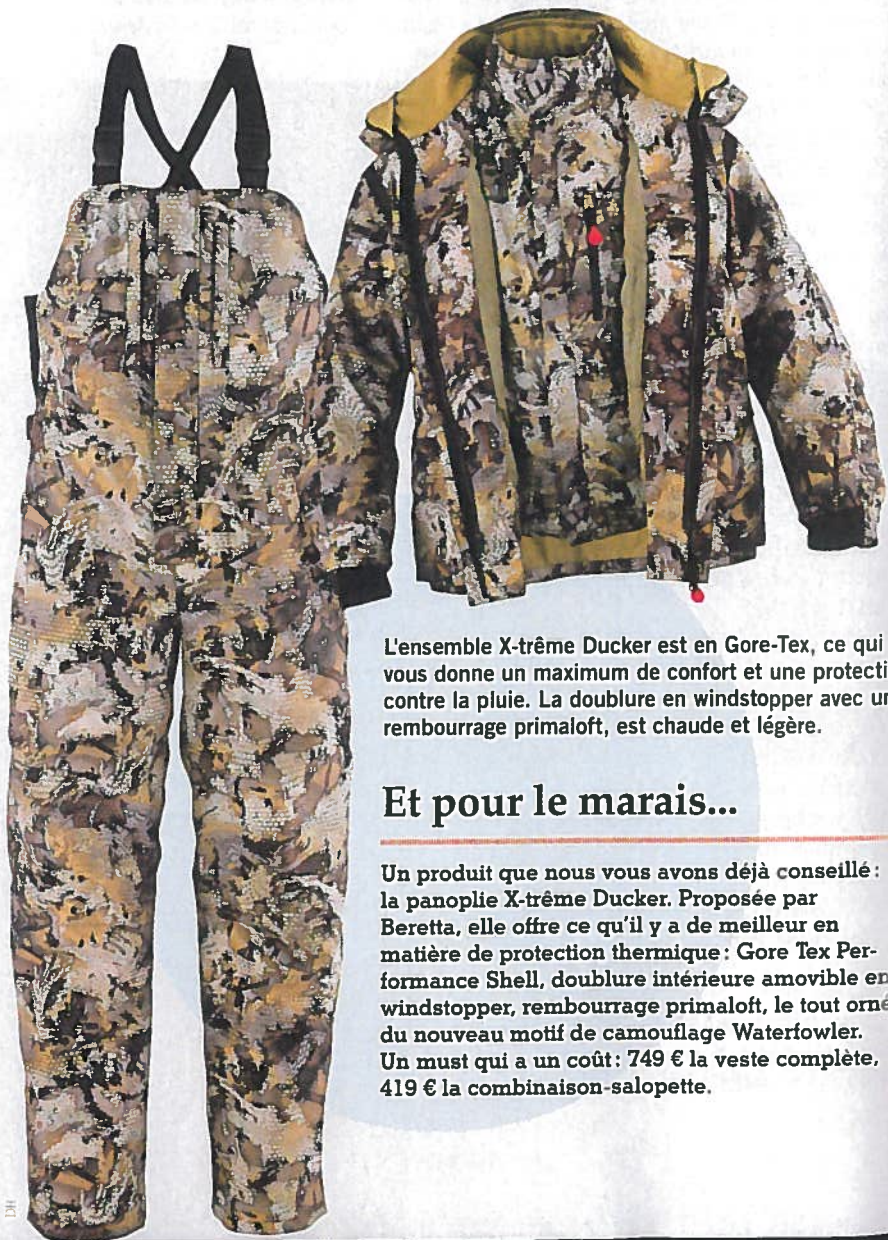 L'ensemble X-trême Ducker est en Gore-Tex, ce qui
vous donne un maximum de confort et une protecti
contre la pluie. La doublure en windstopper avec un
rembourrage primaloft, est chaude et légère.
Et pour le marais...
Un produit que nous vous avons déjà conseillé :
la panoplie X-trême Ducker. Proposée par
Beretta, elle offre ce qu'il y a de meilleur en
matière de protection thermique : Gore Tex Per-
formance Shell, doublure intérieure amovible en
windstopper, rembourrage primaloft, le tout orné
du nouveau motif de camouflage Waterfowler.
Un must qui a un coût : 749 € la veste complète,
419 € la combinaison-salopette.